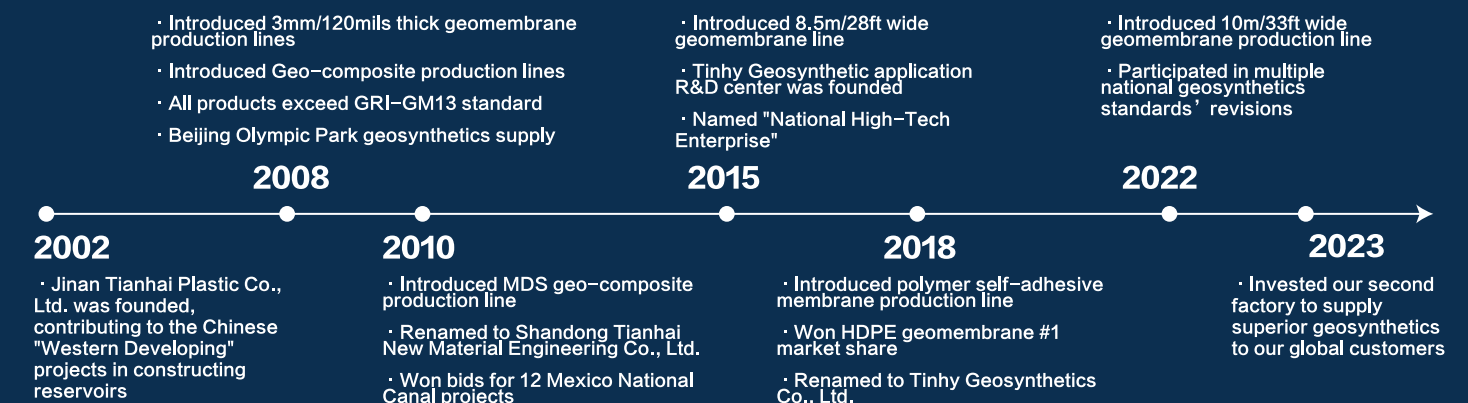 · Introduced 3mm/120mils thick geomembrane
production lines
· Introduced Geo-composite production lines
· All products exceed GRI-GM13 standard
· Beijing Olympic Park geosynthetics supply
2008
· Introduced 8.5m/28ft wide
geomembrane line
· Tinhy Geosynthetic application
R&D center was founded
· Named "National High-Tech
Enterprise"
2015
· Introduced 10m/33ft wide
geomembrane production line
· Participated in multiple
national geosynthetics
standards’ revisions
2022
2002
· Jinan Tianhai Plastic Co.,
Ltd. was founded,
contributing to the Chinese
"Western Developing"
projects in constructing
reservoirs
2010
· Introduced MDS geo-composite
production line
· Renamed to Shandong Tianhai
New Material Engineering Co., Ltd.
· Won bids for 12 Mexico National
Canal projects
2018
· Introduced polymer self-adhesive
membrane production line
· Won HDPE geomembrane #1
market share
· Renamed to Tinhy Geosynthetics
Co., Ltd.
2023
· Invested our second
factory to supply
superior geosynthetics
to our global customers